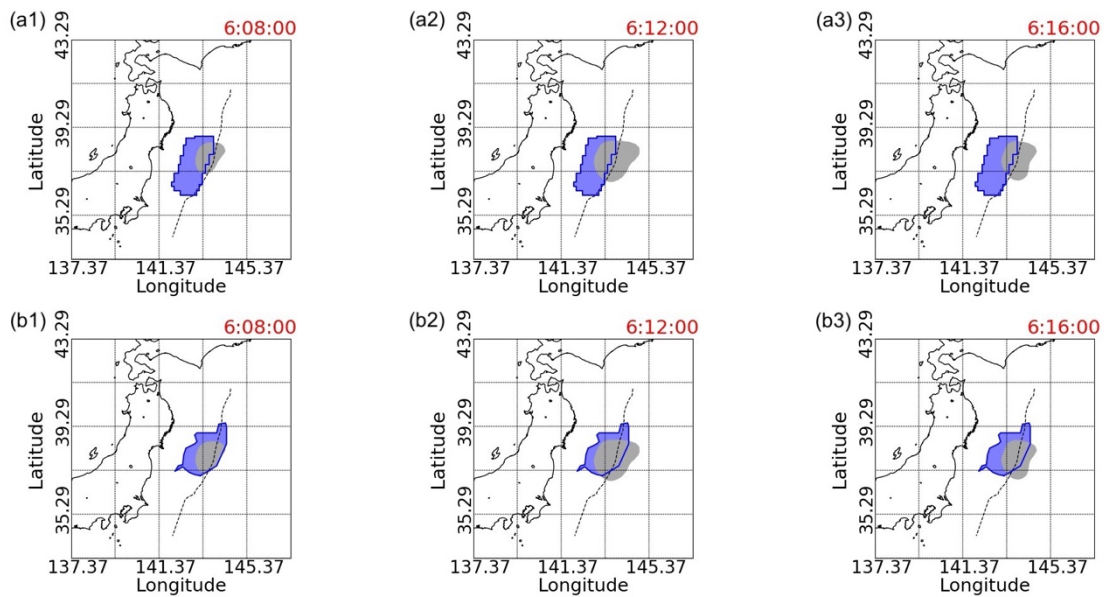 (a1)
6:08:00
43.29
39.29
35.29
Latitude
137.37 141.37 145.37
Longitude
(a2)
6:12:00
43.29
39.29
35.29
Latitude
137.37 141.37 145.37
Longitude
(a3)
6:16:00
43.29
39.29
35.29
Latitude
137.37 141.37 145.37
Longitude
(b1)
6:08:00
43.29
39.29
35.29
Latitude
137.37 141.37 145.37
Longitude
(b2)
6:12:00
43.29
39.29
35.29
Latitude
137.37 141.37 145.37
Longitude
(b3)
6:16:00
43.29
39.29
35.29
Latitude
137.37 141.37 145.37
Longitude